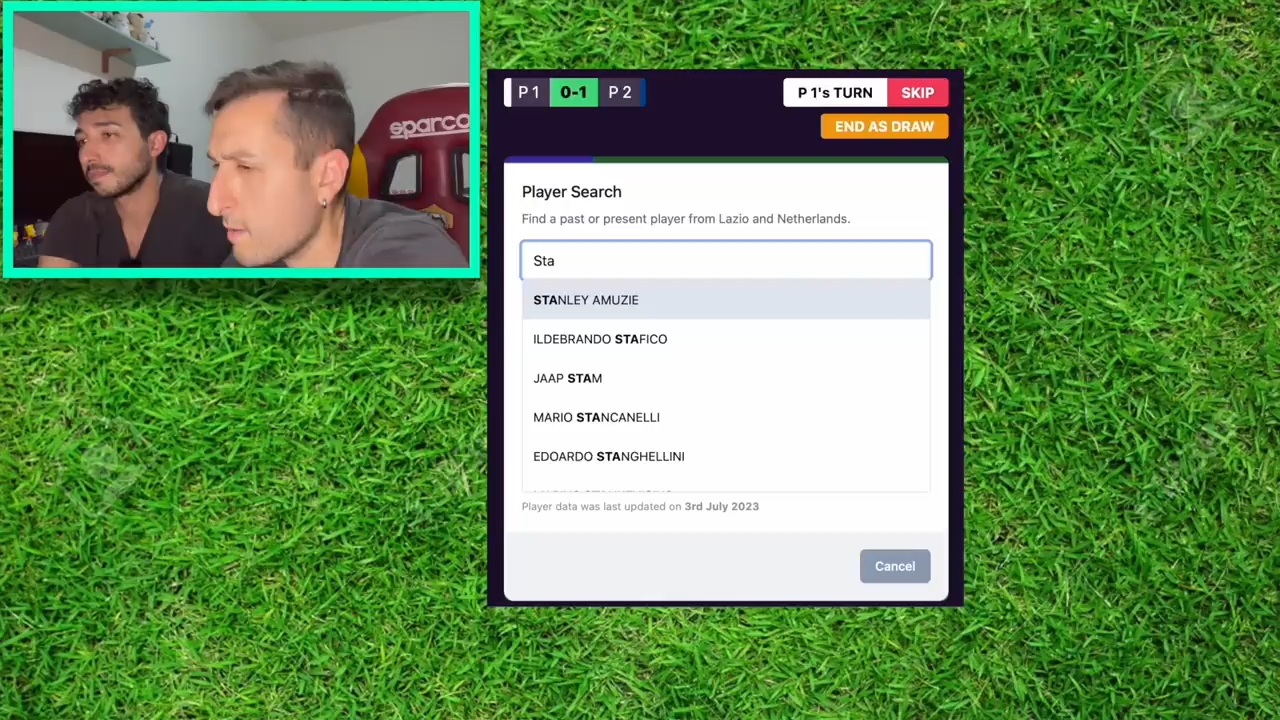 sparco
P 1 0-1 P 2
P 1's TURN SKIP
END AS DRAW
Player Search
Find a past or present player from Lazio and Netherlands.
Sta
STANLEY AMUZIE
ILDEBRANDO STAFICO
JAAP STAM
MARIO STANCANELLI
EDOARDO STANGHELLINI
Player data was last updated on 3rd July 2023
Cancel